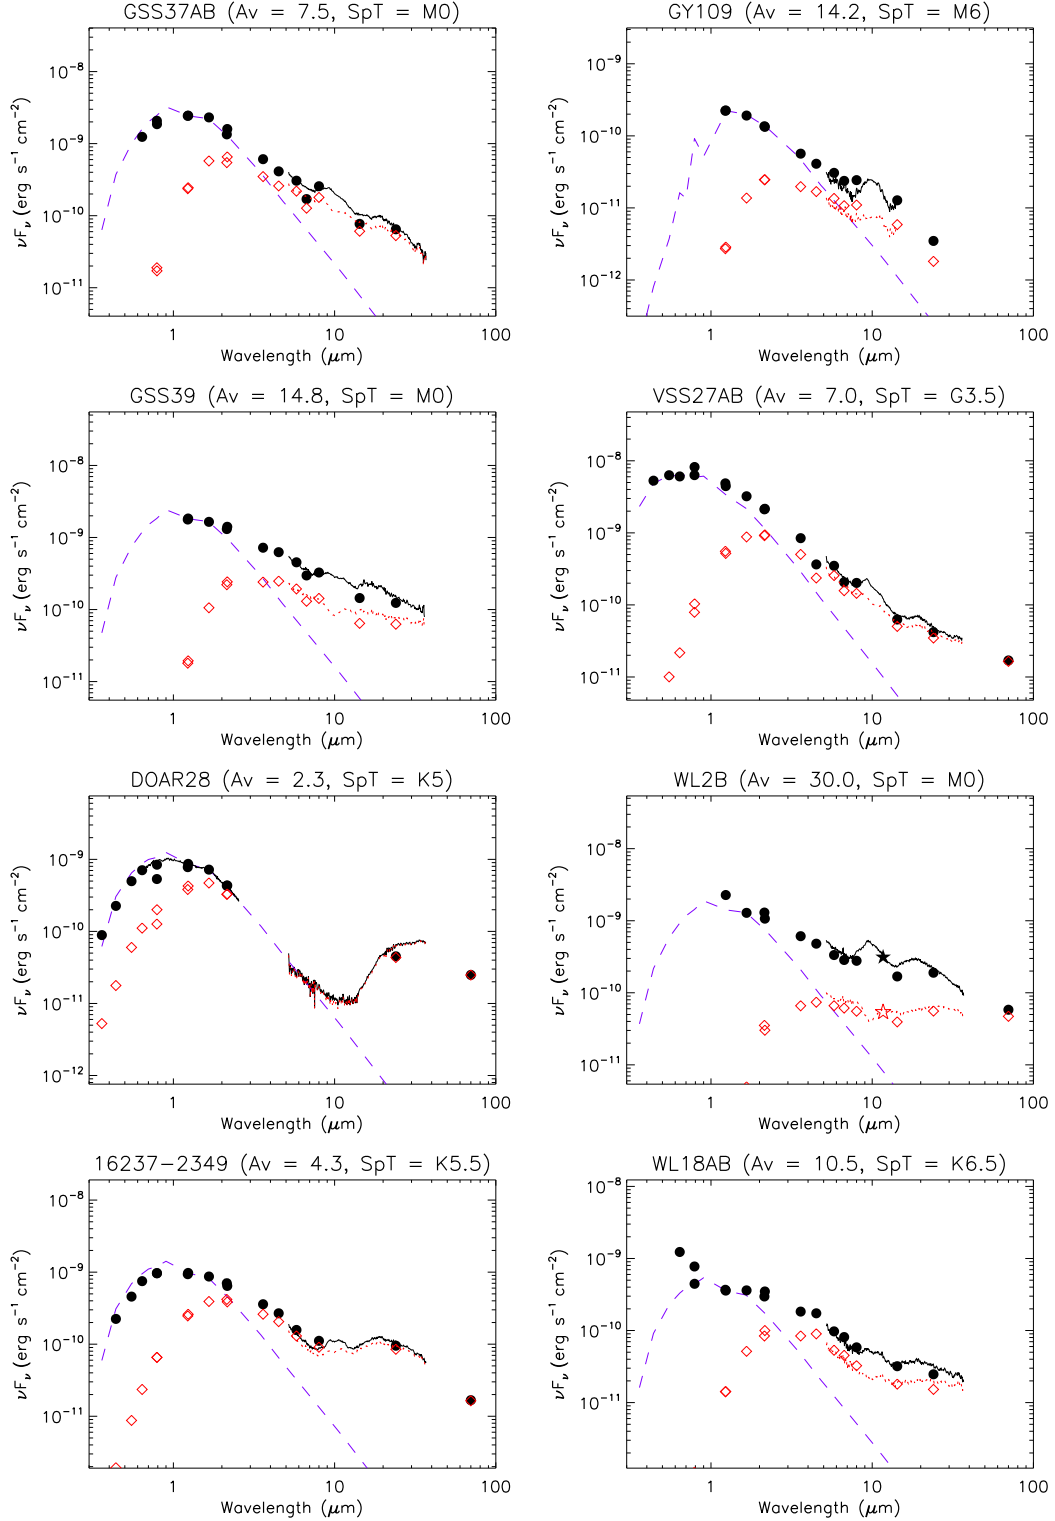 GSS37AB (Av = 7.5, SpT = M0)
νFν (erg s⁻¹ cm⁻²)
10⁻⁸
10⁻⁹
10⁻¹⁰
10⁻¹¹
1 10 100
Wavelength (μm)
GY109 (Av = 14.2, SpT = M6)
νFν (erg s⁻¹ cm⁻²)
10⁻⁹
10⁻¹⁰
10⁻¹¹
10⁻¹²
1 10 100
Wavelength (μm)
GSS39 (Av = 14.8, SpT = M0)
νFν (erg s⁻¹ cm⁻²)
10⁻⁸
10⁻⁹
10⁻¹⁰
10⁻¹¹
1 10 100
Wavelength (μm)
VSS27AB (Av = 7.0, SpT = G3.5)
νFν (erg s⁻¹ cm⁻²)
10⁻⁸
10⁻⁹
10⁻¹⁰
10⁻¹¹
1 10 100
Wavelength (μm)
DOAR28 (Av = 2.3, SpT = K5)
νFν (erg s⁻¹ cm⁻²)
10⁻⁹
10⁻¹⁰
10⁻¹¹
10⁻¹²
1 10 100
Wavelength (μm)
WL2B (Av = 30.0, SpT = M0)
νFν (erg s⁻¹ cm⁻²)
10⁻⁸
10⁻⁹
10⁻¹⁰
10⁻¹¹
1 10 100
Wavelength (μm)
16237-2349 (Av = 4.3, SpT = K5.5)
νFν (erg s⁻¹ cm⁻²)
10⁻⁸
10⁻⁹
10⁻¹⁰
10⁻¹¹
1 10 100
Wavelength (μm)
WL18AB (Av = 10.5, SpT = K6.5)
νFν (erg s⁻¹ cm⁻²)
10⁻⁸
10⁻⁹
10⁻¹⁰
10⁻¹¹
1 10 100
Wavelength (μm)